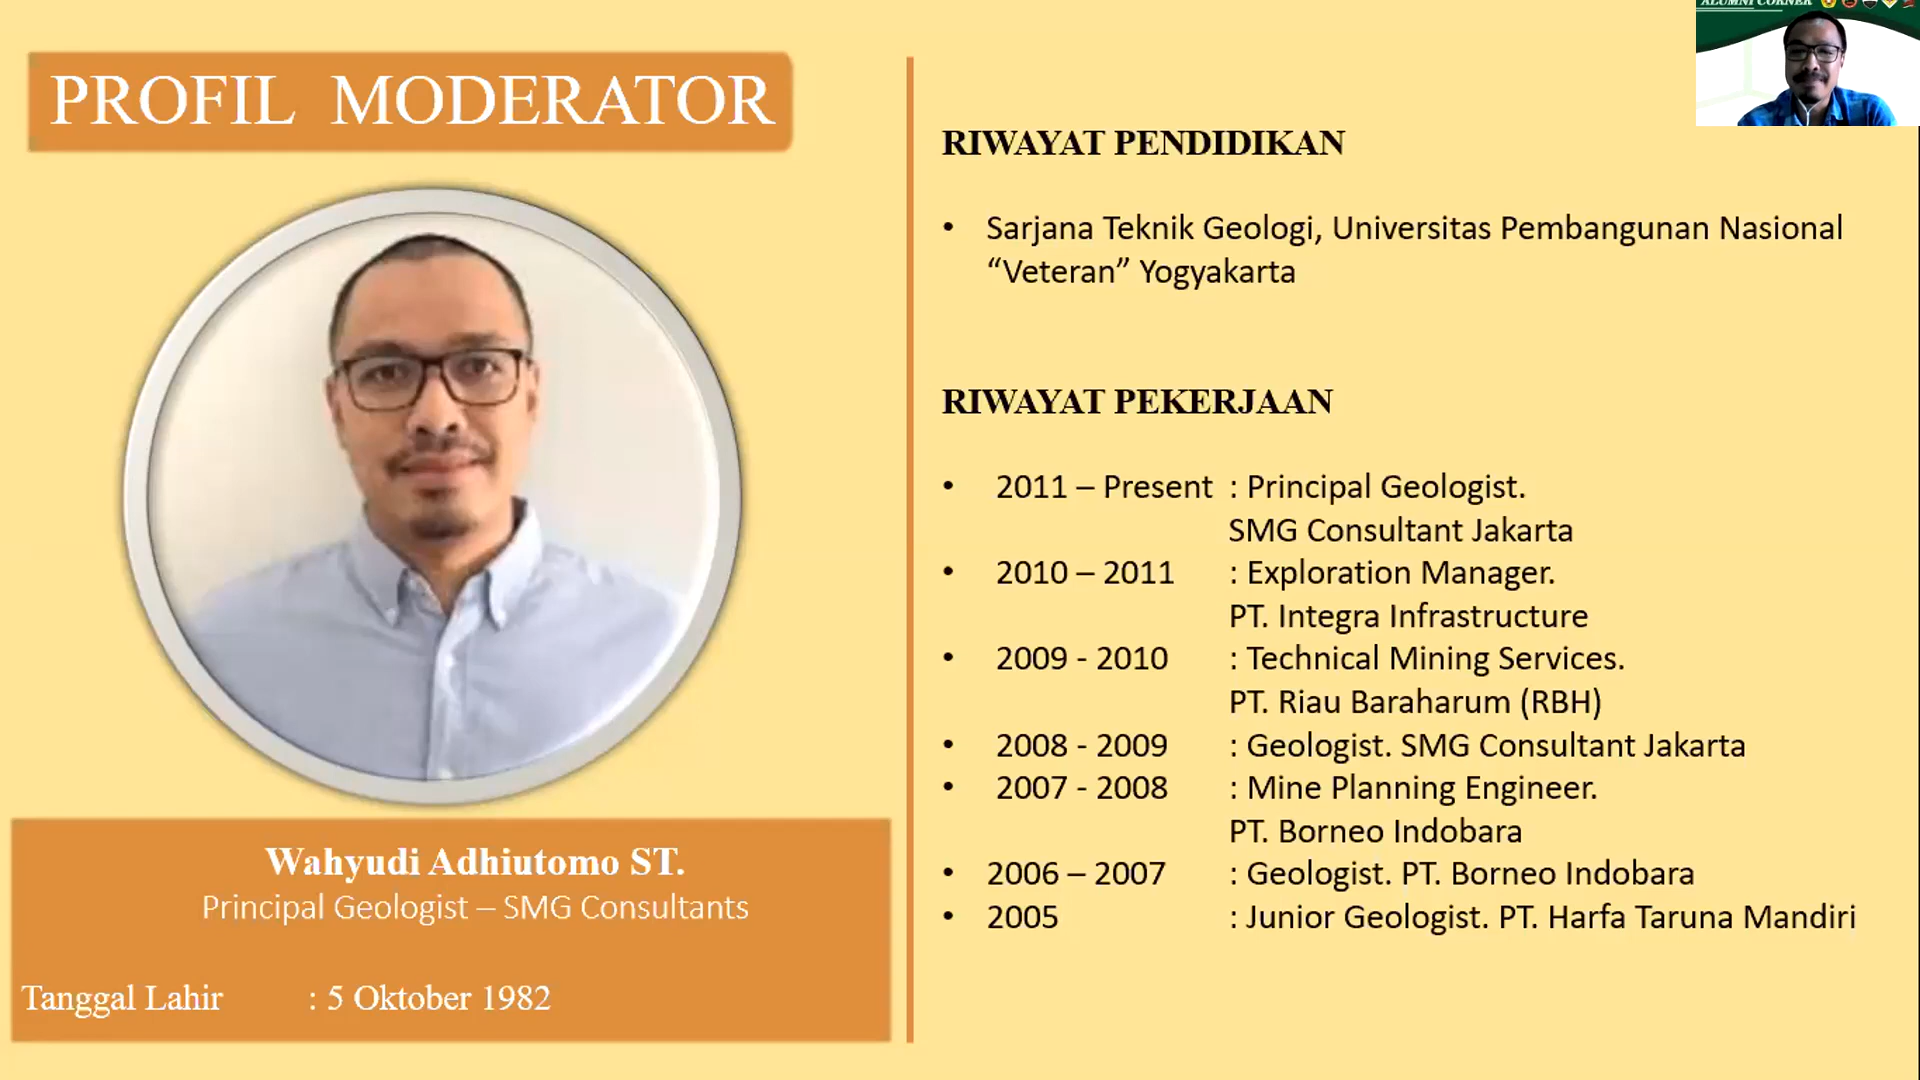 ALUMNI CORNER
PROFIL MODERATOR
Wahyudi Adhiutomo ST.
Principal Geologist – SMG Consultants
Tanggal Lahir : 5 Oktober 1982
RIWAYAT PENDIDIKAN
• Sarjana Teknik Geologi, Universitas Pembangunan Nasional
“Veteran” Yogyakarta
RIWAYAT PEKERJAAN
• 2011 – Present : Principal Geologist.
SMG Consultant Jakarta
• 2010 – 2011 : Exploration Manager.
PT. Integra Infrastructure
• 2009 - 2010 : Technical Mining Services.
PT. Riau Baraharum (RBH)
• 2008 - 2009 : Geologist. SMG Consultant Jakarta
• 2007 - 2008 : Mine Planning Engineer.
PT. Borneo Indobara
• 2006 – 2007 : Geologist. PT. Borneo Indobara
• 2005 : Junior Geologist. PT. Harfa Taruna Mandiri